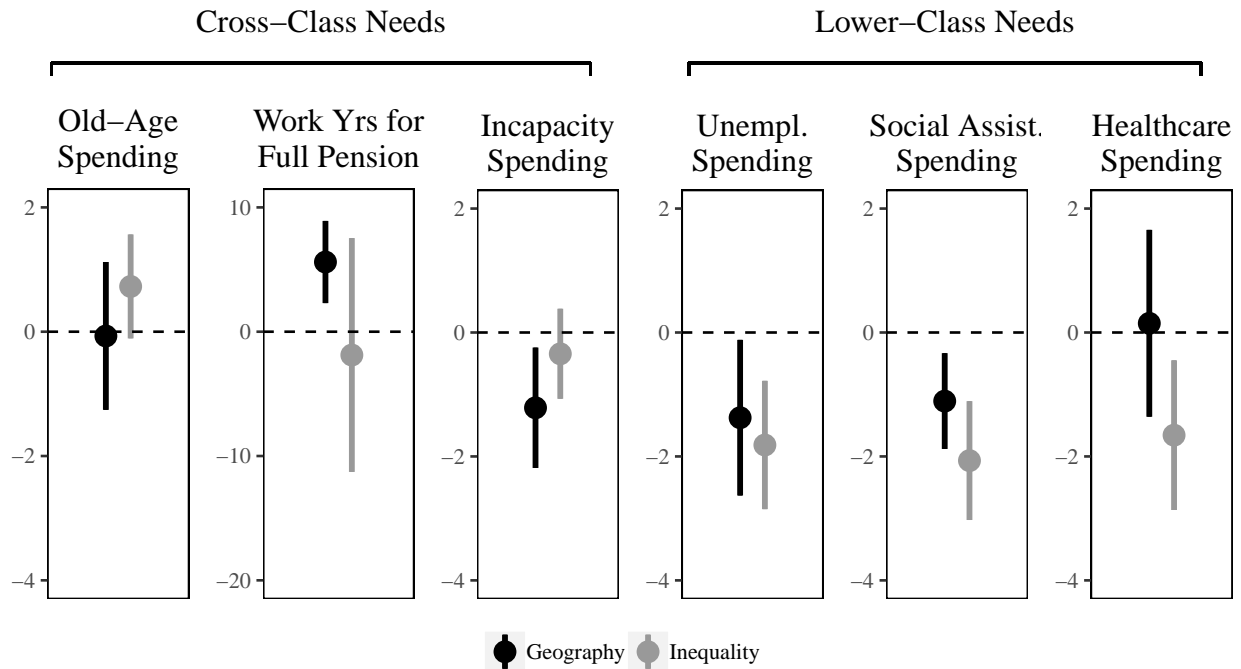 Cross–Class Needs
Lower–Class Needs
Old–Age
Spending
Work Yrs for
Full Pension
Incapacity
Spending
Unempl.
Spending
Social Assist.
Spending
Healthcare
Spending
2
0
−2
−4
10
0
−10
−20
2
0
−2
−4
2
0
−2
−4
2
0
−2
−4
2
0
−2
−4
Geography Inequality